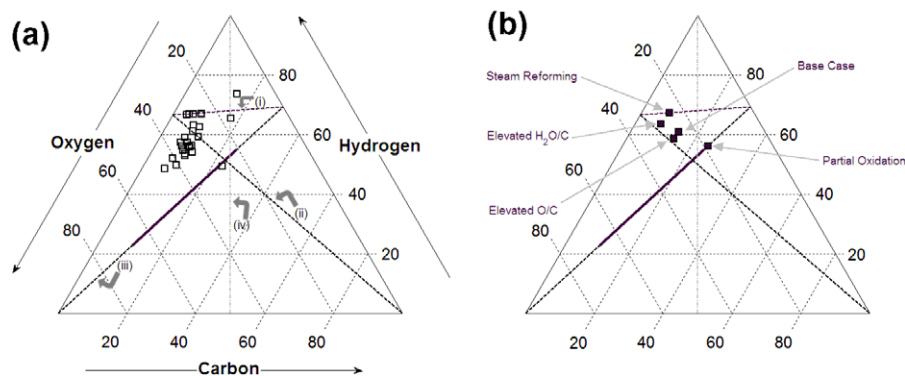 (a)
20
40
60
80
Oxygen
Hydrogen
80
60
40
20
(i)
(ii)
(iii)
(iv)
20
40
60
80
Carbon
(b)
20
40
60
80
80
60
40
20
Steam Reforming
Base Case
Elevated H₂O/C
Partial Oxidation
Elevated O/C
20
40
60
80